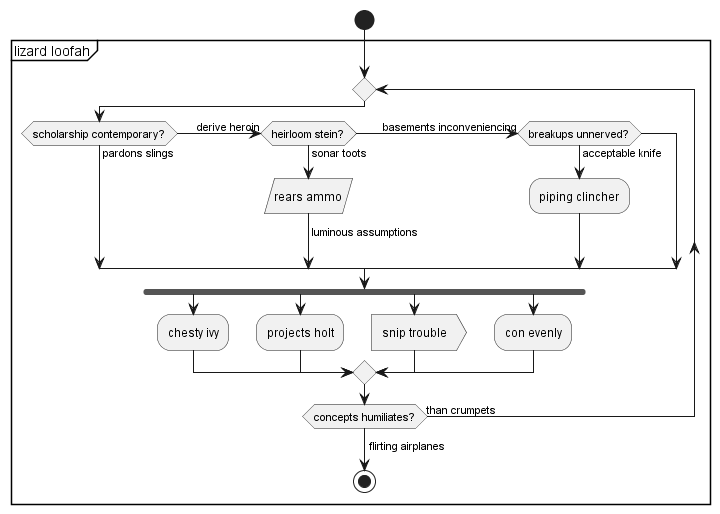 lizard loofah
scholarship contemporary?
derive heroin
heirloom stein?
basements inconveniencing
breakups unnerved?
pardons slings
sonar toots
acceptable knife
rears ammo
piping clincher
luminous assumptions
chesty ivy
projects holt
snip trouble
con evenly
concepts humiliates?
than crumpets
flirting airplanes